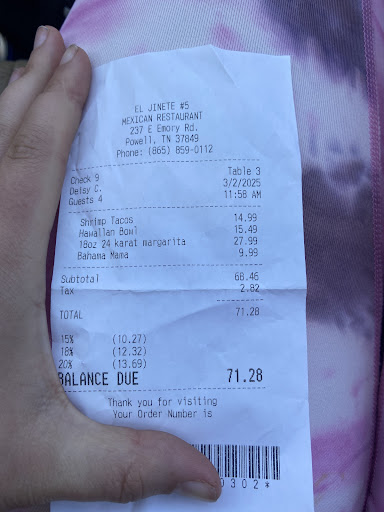 EL JINETE #5
MEXICAN RESTAURANT
237 E Emory Rd.
Powell, TN 37849
Phone: (865) 859-0112
Check 9 Table 3
Deisy C. 3/2/2025
Guests 4 11:58 AM
Shrimp Tacos 14.99
Hawaiian Bowl 15.49
18oz 24 karat margarita 27.99
Bahama Mama 9.99
Subtotal 68.46
Tax 2.82
TOTAL 71.28
15% (10.27)
18% (12.32)
20% (13.69)
BALANCE DUE 71.28
Thank you for visiting
Your Order Number is
0302*